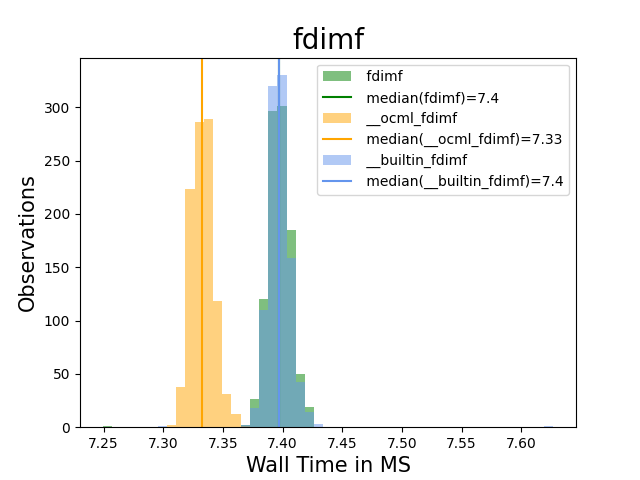 fdimf
fdimf
median(fdimf)=7.4
__ocml_fdimf
median(__ocml_fdimf)=7.33
__builtin_fdimf
median(__builtin_fdimf)=7.4
Observations
300
250
200
150
100
50
0
7.25 7.30 7.35 7.40 7.45 7.50 7.55 7.60
Wall Time in MS